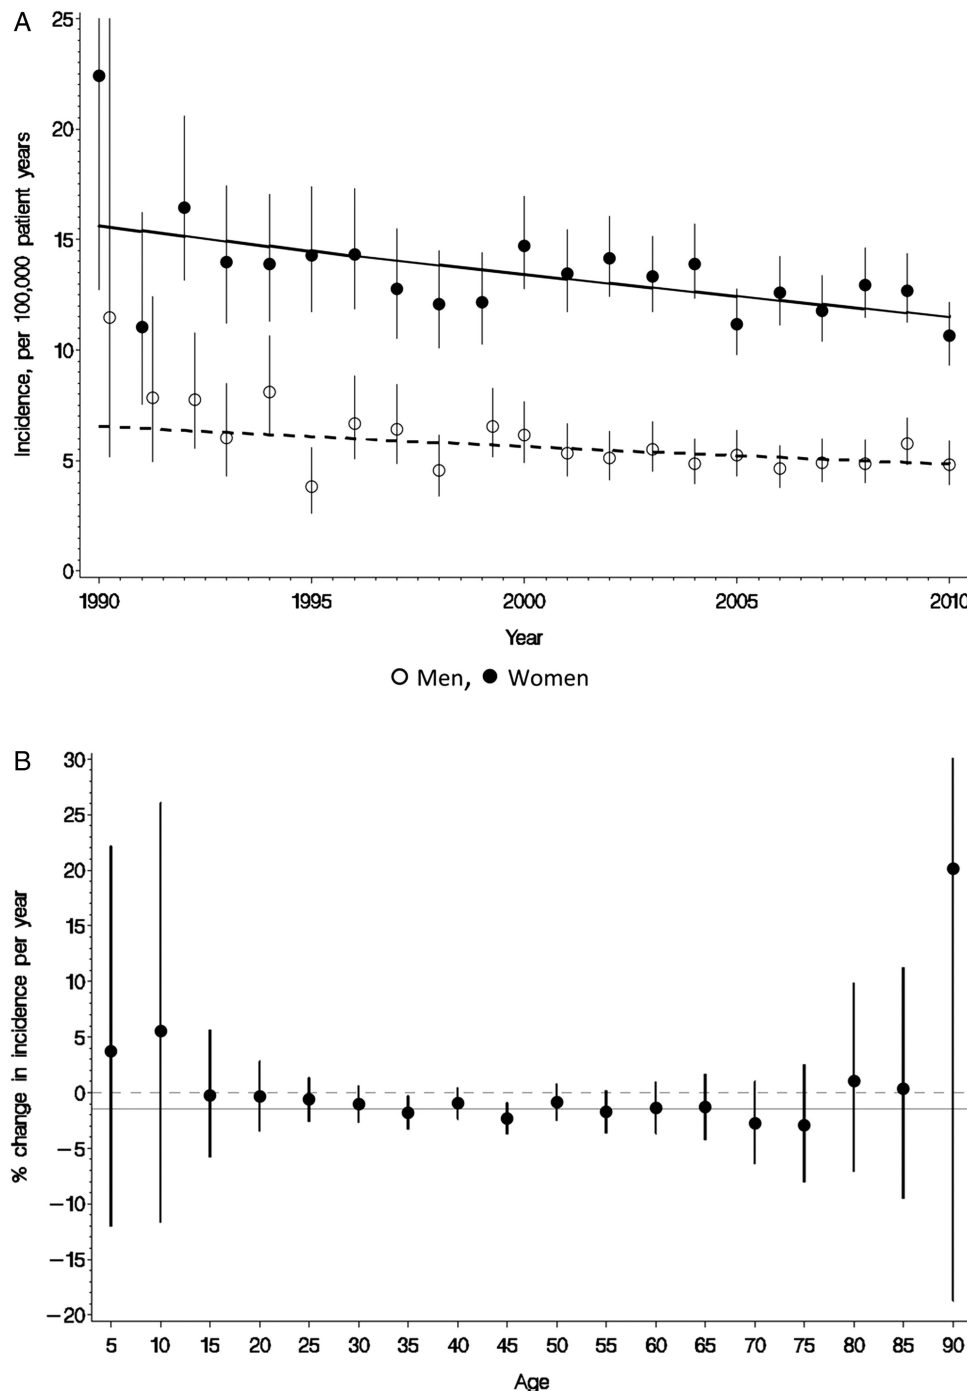 A
Incidence, per 100,000 patient years
25
20
15
10
5
0
1990 1995 2000 2005 2010
Year
○ Men, ● Women
B
% change in incidence per year
30
25
20
15
10
5
0
−5
−10
−15
−20
5 10 15 20 25 30 35 40 45 50 55 60 65 70 75 80 85 90
Age